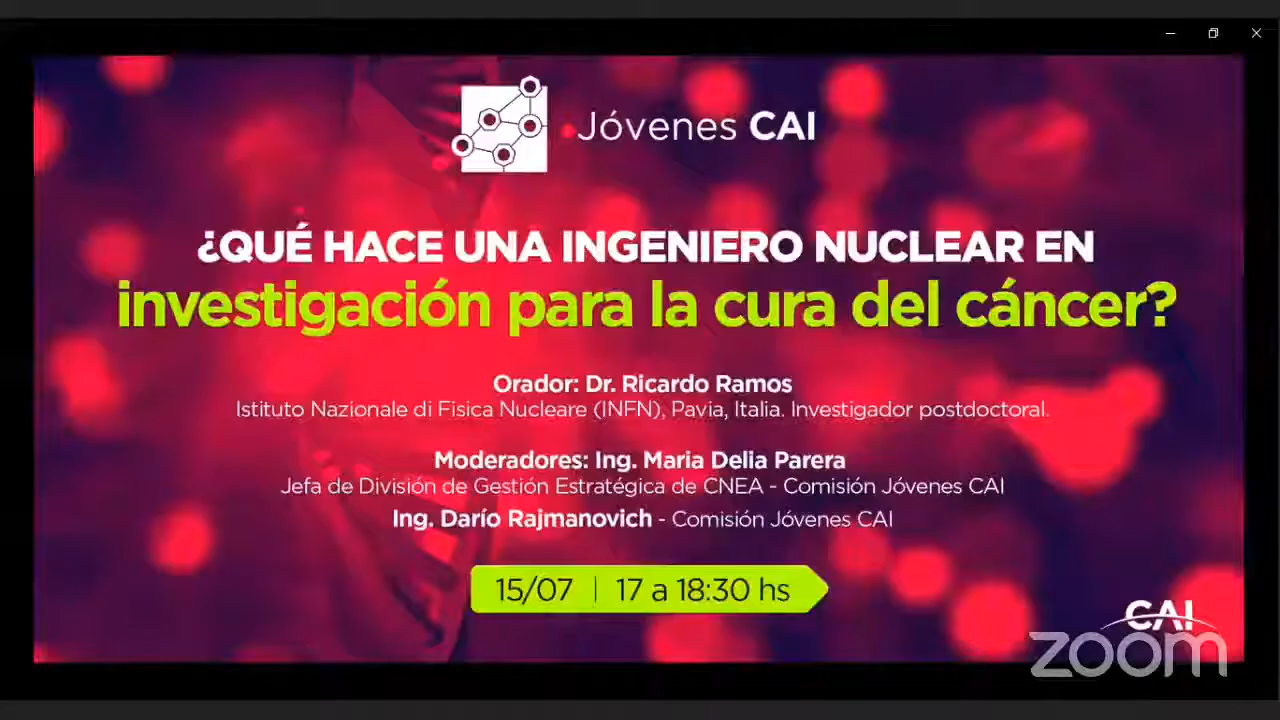 Jóvenes CAI
¿QUÉ HACE UNA INGENIERO NUCLEAR EN
investigación para la cura del cáncer?
Orador: Dr. Ricardo Ramos
Istituto Nazionale di Fisica Nucleare (INFN), Pavia, Italia. Investigador postdoctoral.
Moderadores: Ing. Maria Delia Parera
Jefa de División de Gestión Estratégica de CNEA - Comisión Jóvenes CAI
Ing. Darío Rajmanovich - Comisión Jóvenes CAI
15/07 | 17 a 18:30 hs
CAI
zoom